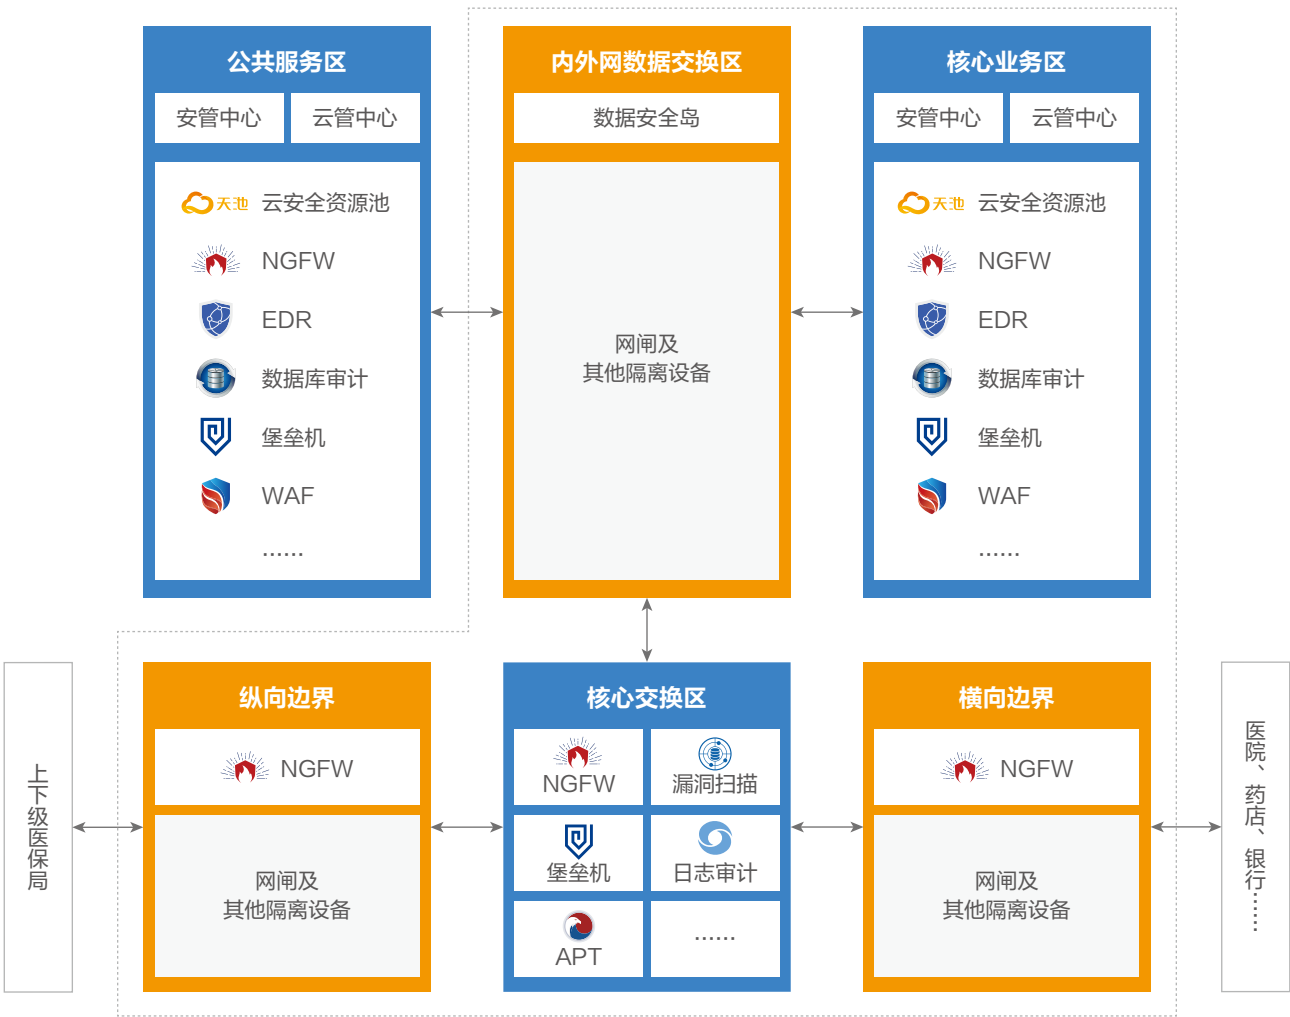 公共服务区
安管中心
云管中心
天池
云安全资源池
NGFW
EDR
数据库审计
堡垒机
WAF
......
内外网数据交换区
数据安全岛
网闸及
其他隔离设备
核心业务区
安管中心
云管中心
天池
云安全资源池
NGFW
EDR
数据库审计
堡垒机
WAF
......
上下级医保局
纵向边界
NGFW
网闸及
其他隔离设备
核心交换区
NGFW
漏洞扫描
堡垒机
日志审计
APT
......
横向边界
NGFW
网闸及
其他隔离设备
医院、药店、银行......